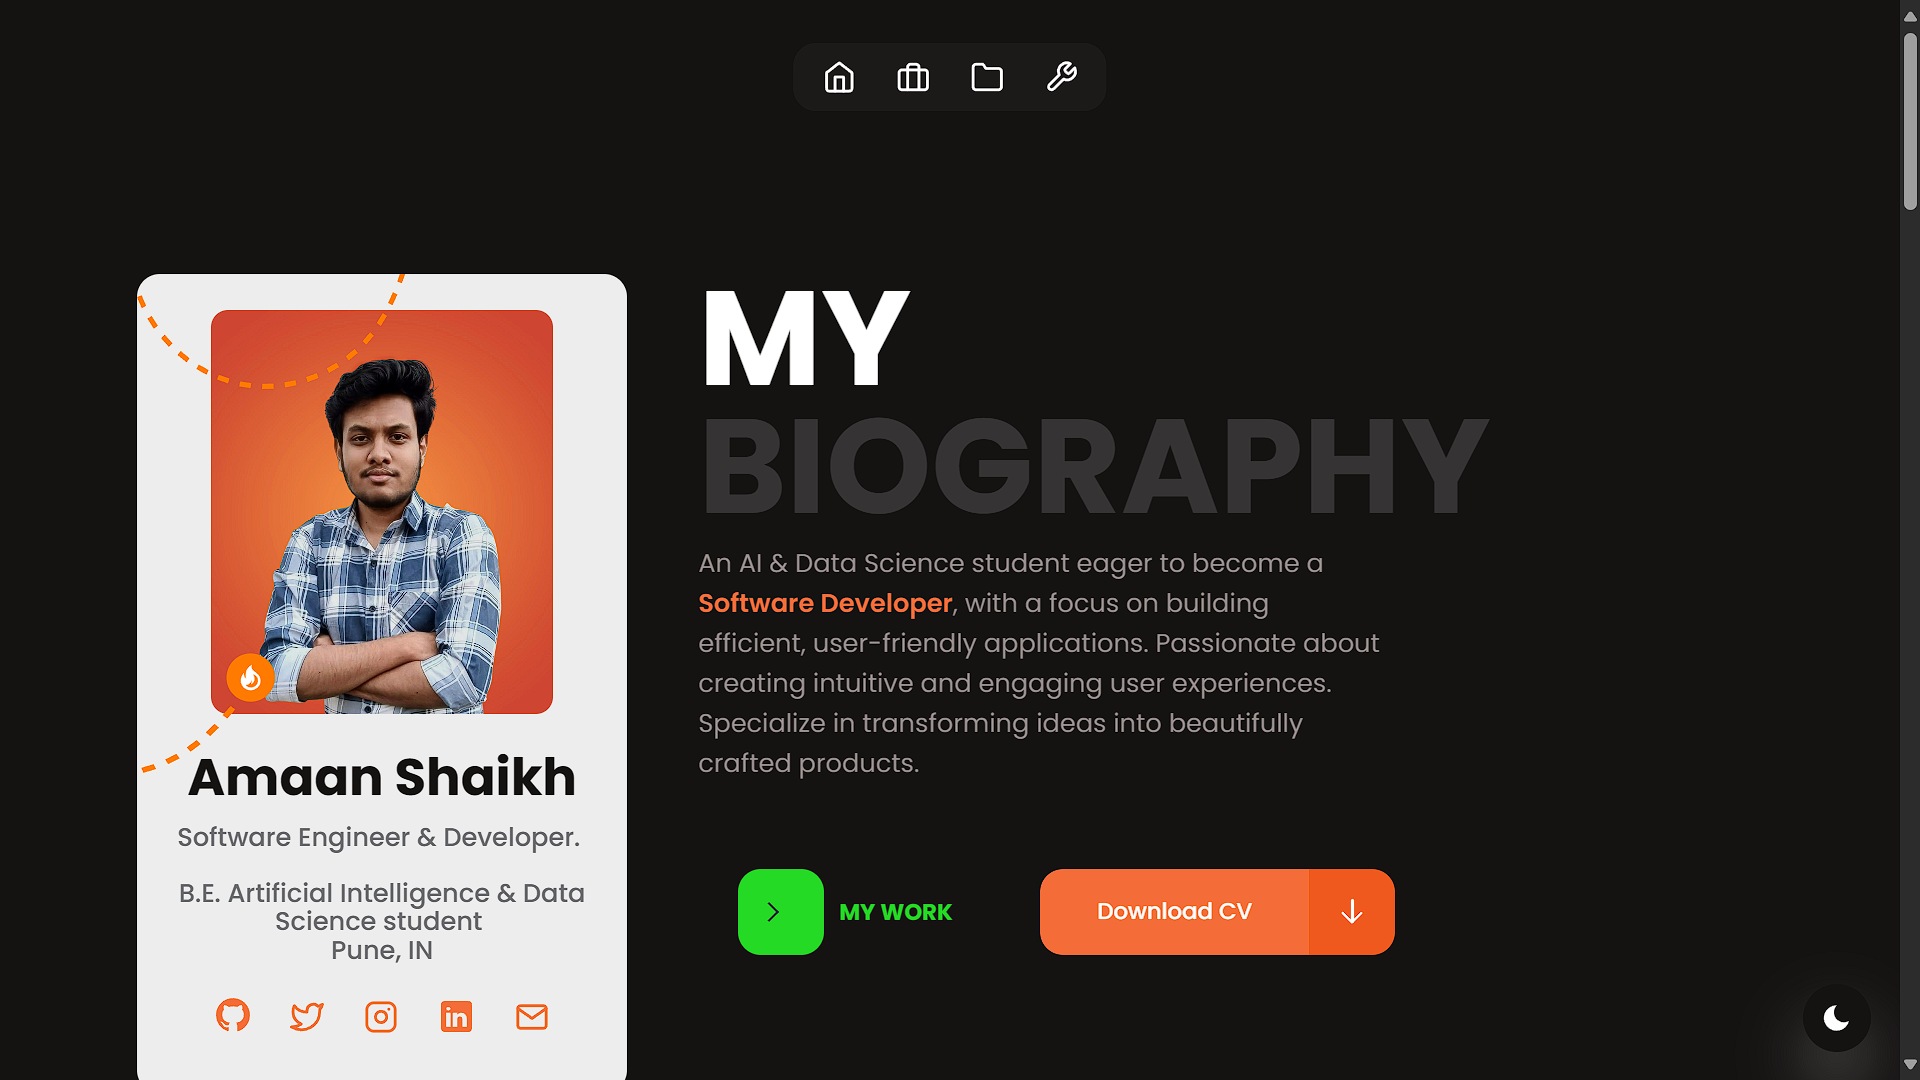 Amaan Shaikh
Software Engineer & Developer.
B.E. Artificial Intelligence & Data
Science student
Pune, IN
MY
BIOGRAPHY
An AI & Data Science student eager to become a
Software Developer, with a focus on building
efficient, user-friendly applications. Passionate about
creating intuitive and engaging user experiences.
Specialize in transforming ideas into beautifully
crafted products.
MY WORK
Download CV